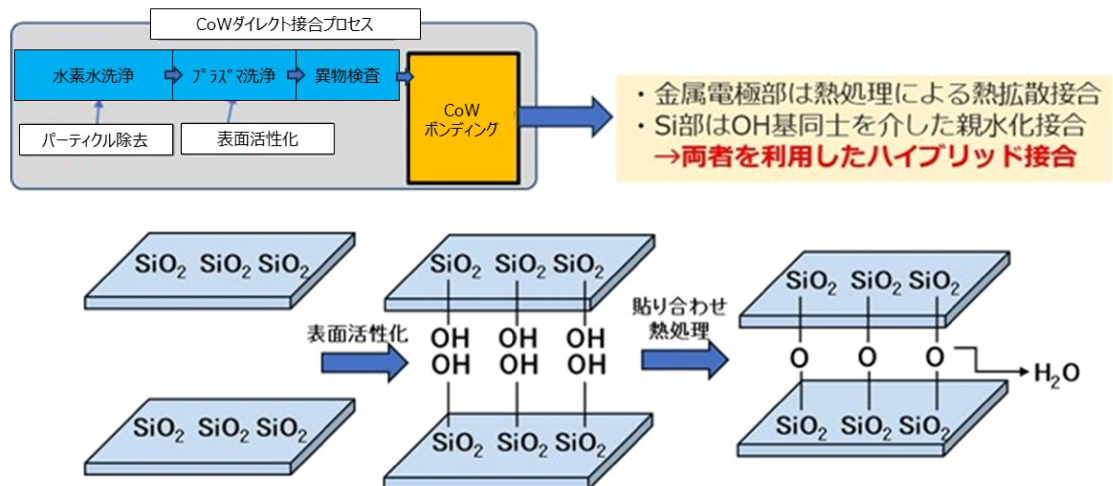 CoWダイレクト接合プロセス
水素水洗浄
プラズマ洗浄
異物検査
CoW
ボンディング
パーティクル除去
表面活性化
・金属電極部は熱処理による熱拡散接合
・Si部はOH基同士を介した親水化接合
→両者を利用したハイブリッド接合
SiO₂ SiO₂ SiO₂
SiO₂ SiO₂ SiO₂
表面活性化
SiO₂ SiO₂ SiO₂
OH OH OH
OH OH OH
SiO₂ SiO₂ SiO₂
貼り合わせ
熱処理
SiO₂ SiO₂ SiO₂
O O O
H₂O
SiO₂ SiO₂ SiO₂